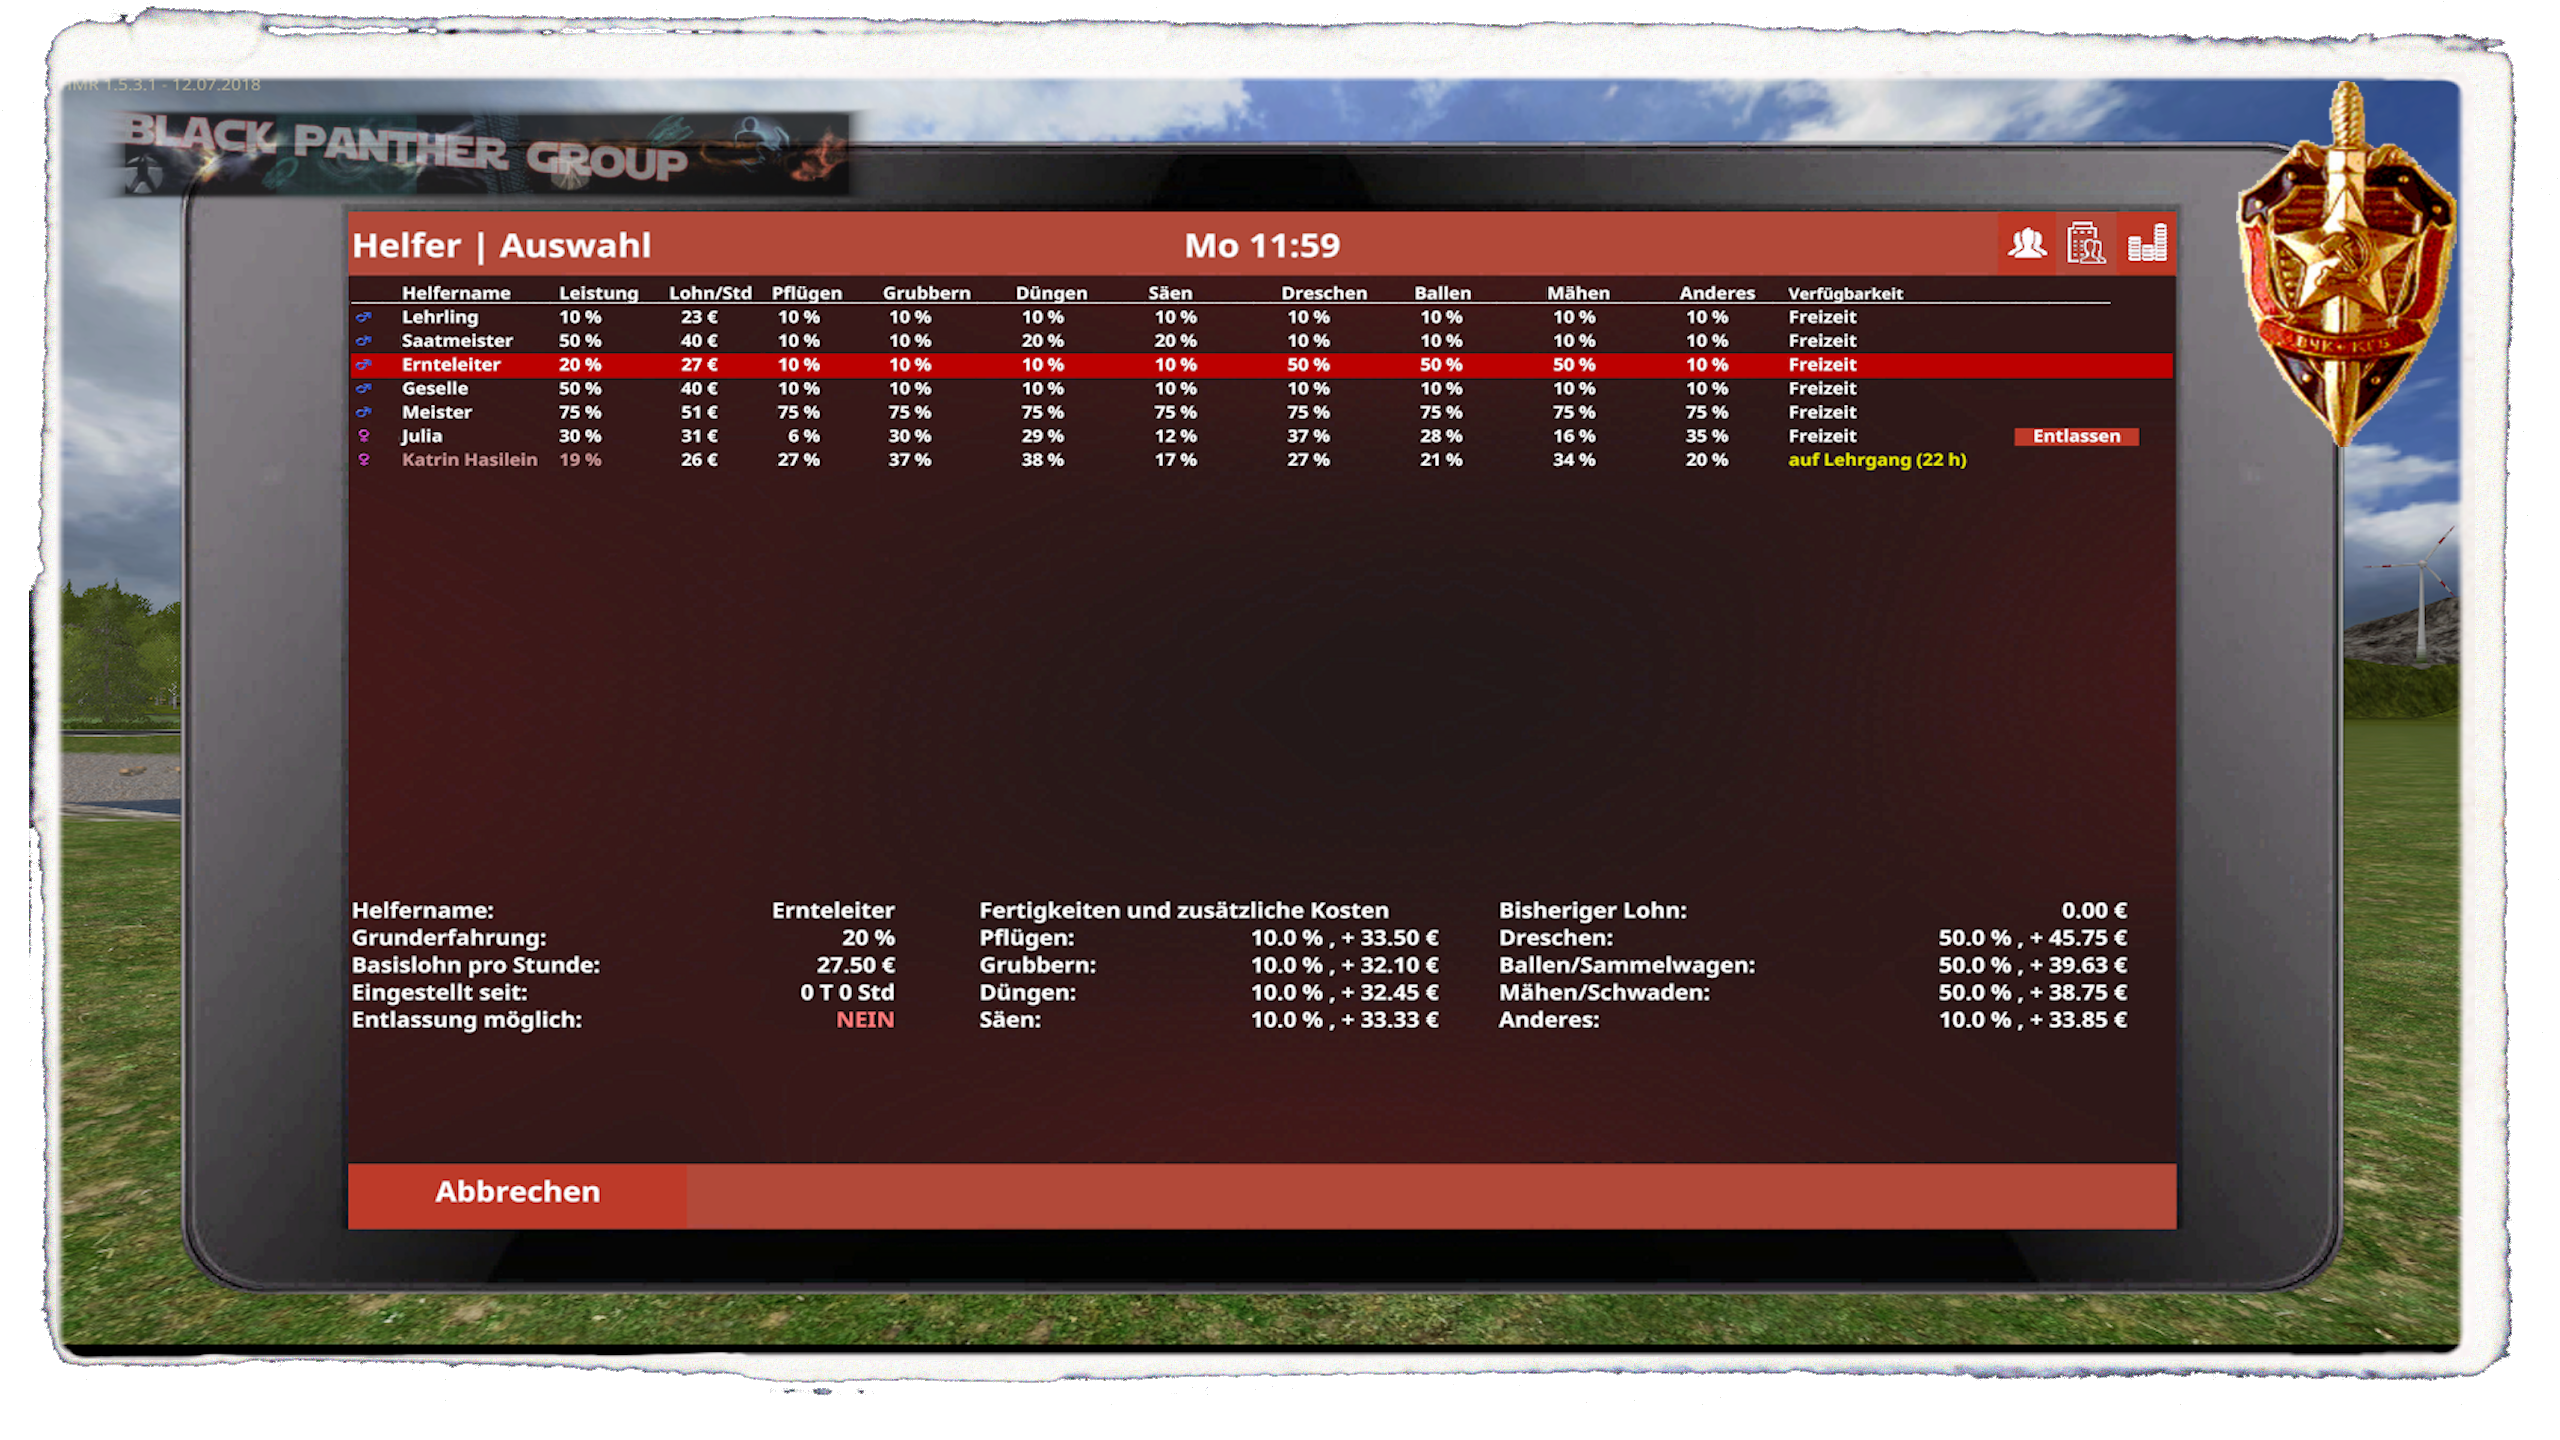 HMR 1.5.3.1 - 12.07.2018
BLACK PANTHER GROUP
Helfer | Auswahl Mo 11:59
Helfername Leistung Lohn/Std Pflügen Grubbern Düngen Säen Dreschen Ballen Mähen Anderes Verfügbarkeit
Lehrling 10 % 23 € 10 % 10 % 10 % 10 % 10 % 10 % 10 % 10 % Freizeit
Saatmeister 50 % 40 € 10 % 10 % 20 % 20 % 10 % 10 % 10 % 10 % Freizeit
Ernteleiter 20 % 27 € 10 % 10 % 10 % 10 % 50 % 50 % 50 % 10 % Freizeit
Geselle 50 % 40 € 10 % 10 % 10 % 10 % 10 % 10 % 10 % 10 % Freizeit
Meister 75 % 51 € 75 % 75 % 75 % 75 % 75 % 75 % 75 % 75 % Freizeit
Julia 30 % 31 € 6 % 30 % 29 % 12 % 37 % 28 % 16 % 35 % Freizeit Entlassen
Katrin Hasilein 19 % 26 € 27 % 37 % 38 % 17 % 27 % 21 % 34 % 20 % auf Lehrgang (22 h)
Helfername: Ernteleiter Fertigkeiten und zusätzliche Kosten Bisheriger Lohn: 0.00 €
Grunderfahrung: 20 % Pflügen: 10.0 % , + 33.50 € Dreschen: 50.0 % , + 45.75 €
Basislohn pro Stunde: 27.50 € Grubbern: 10.0 % , + 32.10 € Ballen/Sammelwagen: 50.0 % , + 39.63 €
Eingestellt seit: 0 T 0 Std Düngen: 10.0 % , + 32.45 € Mähen/Schwaden: 50.0 % , + 38.75 €
Entlassung möglich: NEIN Säen: 10.0 % , + 33.33 € Anderes: 10.0 % , + 33.85 €
Abbrechen
ВЧК - КГБ